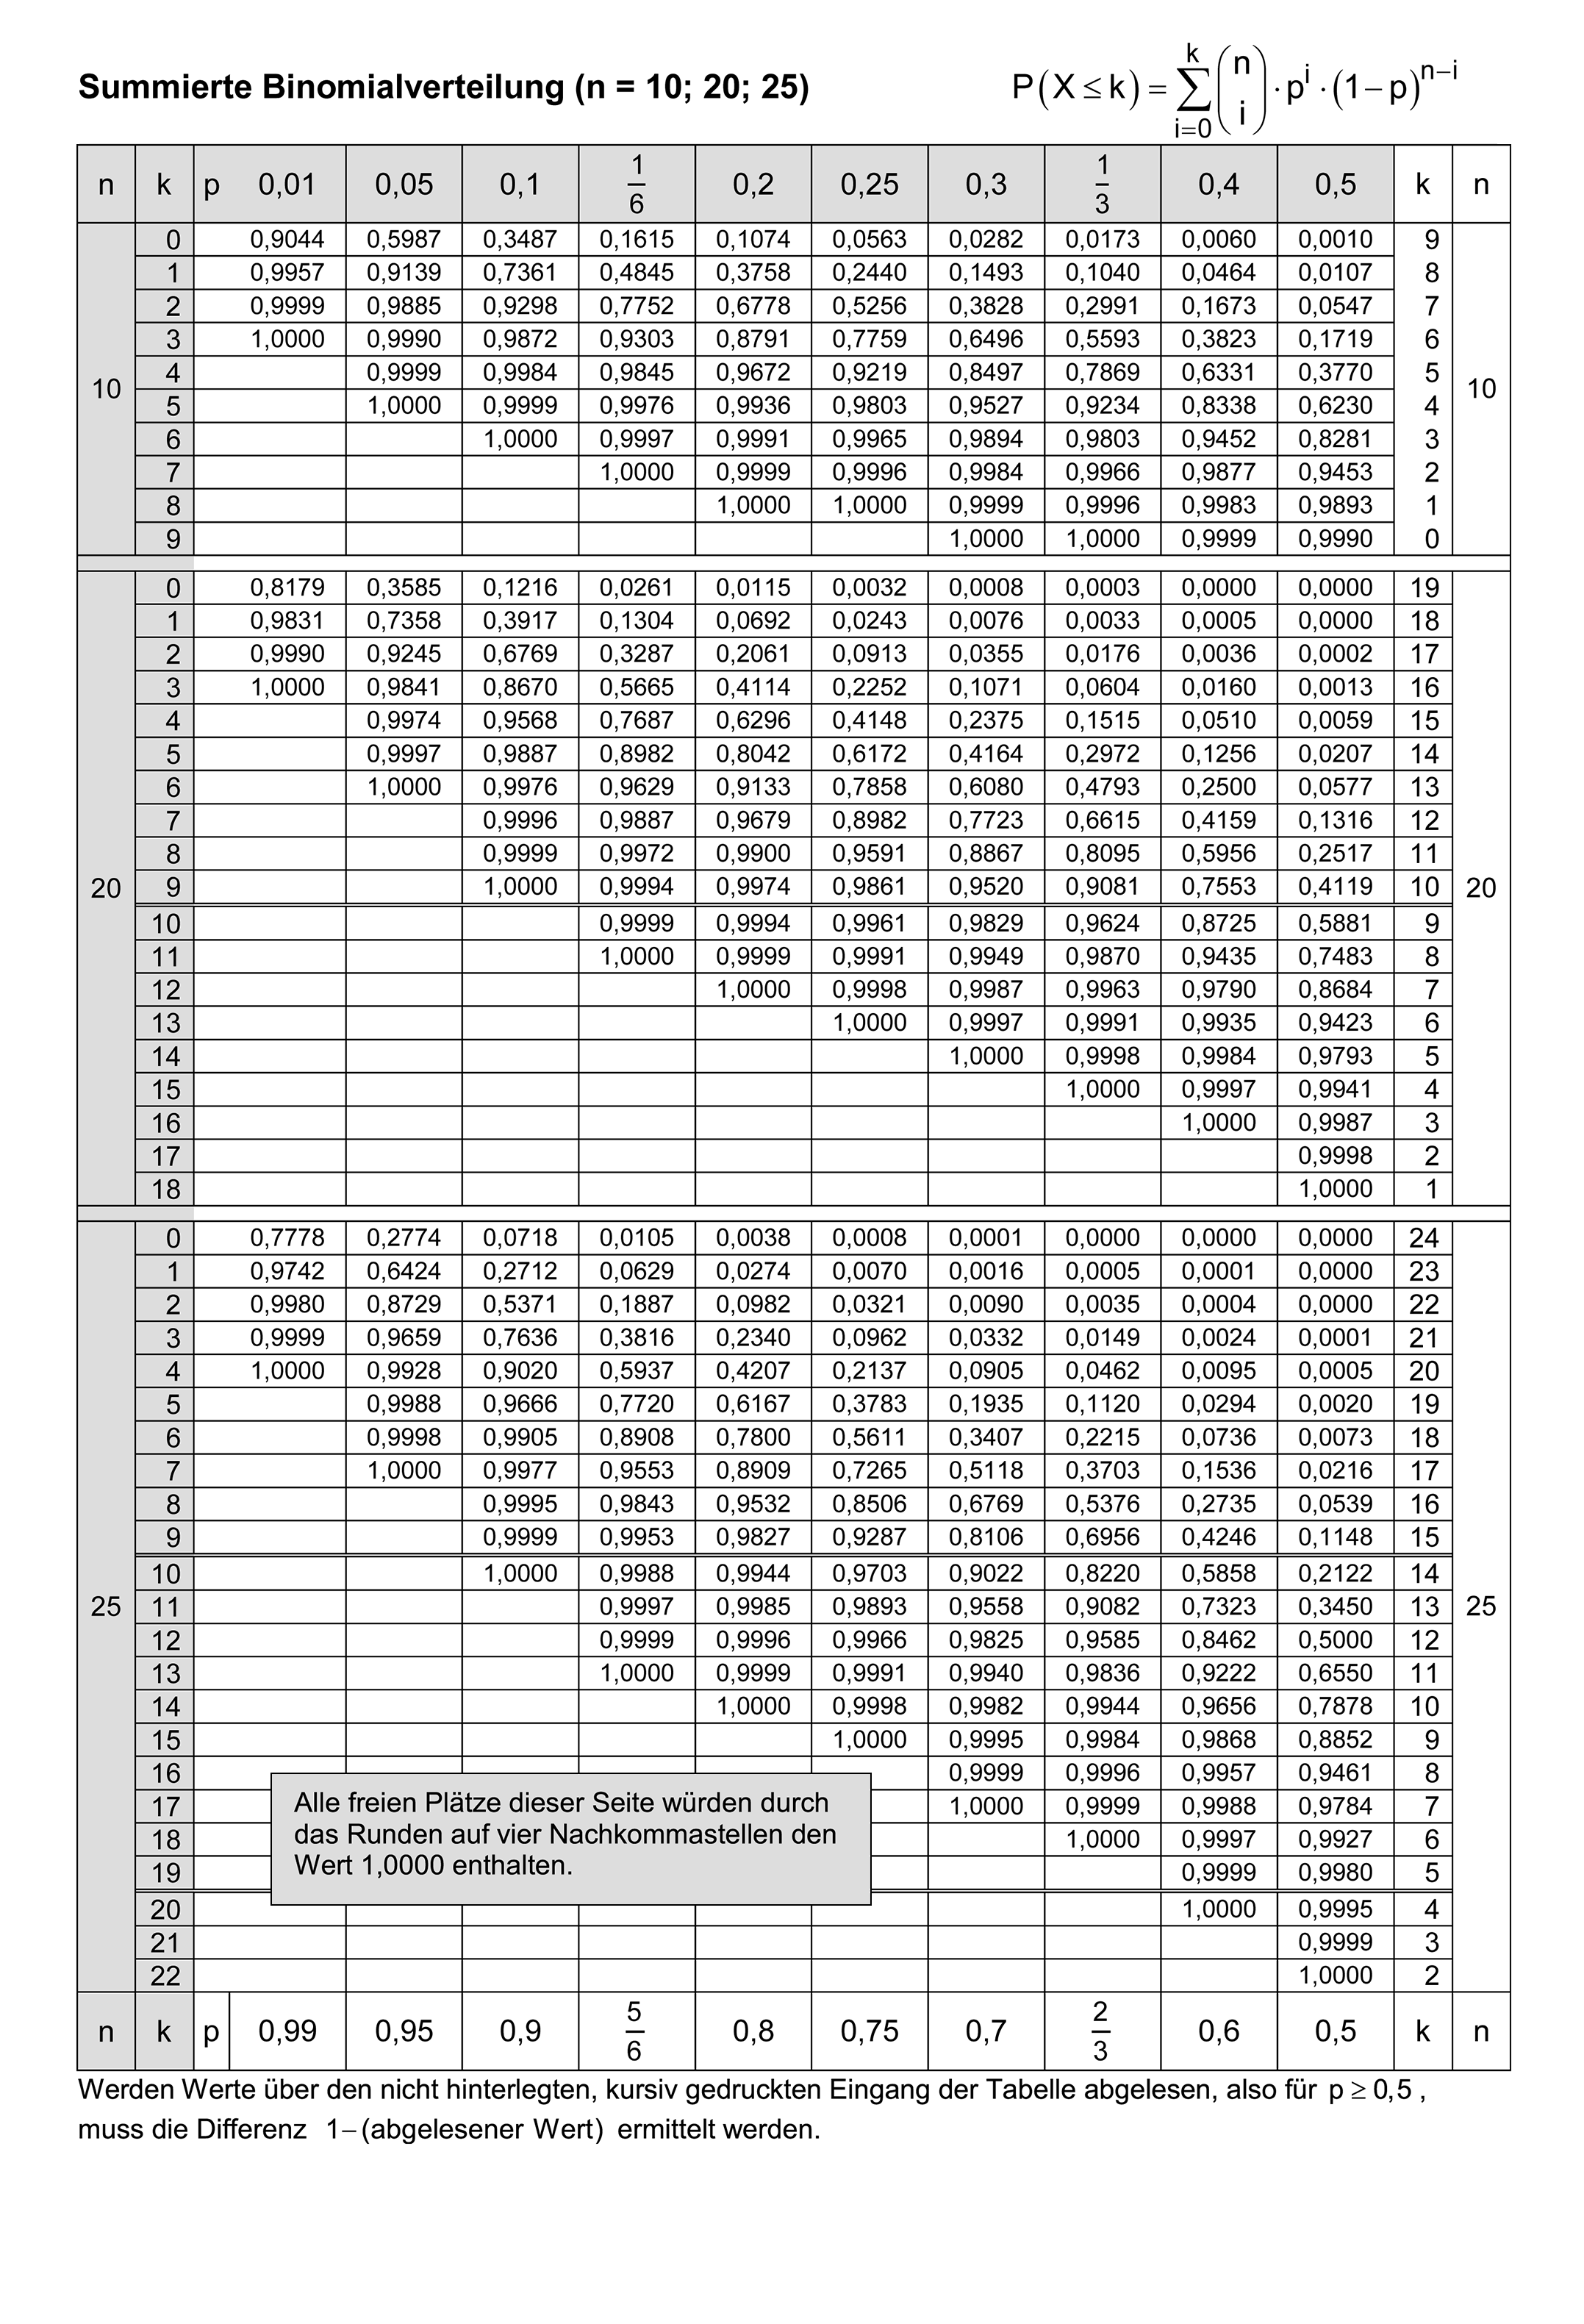 Summierte Binomialverteilung (n = 10; 20; 25) P(X ≤ k) = ∑ k i=0 (n i) · p^i · (1 − p)^(n−i)
n k p 0,01 0,05 0,1 1/6 0,2 0,25 0,3 1/3 0,4 0,5 k n
0 0,9044 0,5987 0,3487 0,1615 0,1074 0,0563 0,0282 0,0173 0,0060 0,0010 9
1 0,9957 0,9139 0,7361 0,4845 0,3758 0,2440 0,1493 0,1040 0,0464 0,0107 8
2 0,9999 0,9885 0,9298 0,7752 0,6778 0,5256 0,3828 0,2991 0,1673 0,0547 7
3 1,0000 0,9990 0,9872 0,9303 0,8791 0,7759 0,6496 0,5593 0,3823 0,1719 6
4 0,9999 0,9984 0,9845 0,9672 0,9219 0,8497 0,7869 0,6331 0,3770 5
10 5 1,0000 0,9999 0,9976 0,9936 0,9803 0,9527 0,9234 0,8338 0,6230 4 10
6 1,0000 0,9997 0,9991 0,9965 0,9894 0,9803 0,9452 0,8281 3
7 1,0000 0,9999 0,9996 0,9984 0,9966 0,9877 0,9453 2
8 1,0000 1,0000 0,9999 0,9996 0,9983 0,9893 1
9 1,0000 1,0000 0,9999 0,9990 0
0 0,8179 0,3585 0,1216 0,0261 0,0115 0,0032 0,0008 0,0003 0,0000 0,0000 19
1 0,9831 0,7358 0,3917 0,1304 0,0692 0,0243 0,0076 0,0033 0,0005 0,0000 18
2 0,9990 0,9245 0,6769 0,3287 0,2061 0,0913 0,0355 0,0176 0,0036 0,0002 17
3 1,0000 0,9841 0,8670 0,5665 0,4114 0,2252 0,1071 0,0604 0,0160 0,0013 16
4 0,9974 0,9568 0,7687 0,6296 0,4148 0,2375 0,1515 0,0510 0,0059 15
5 0,9997 0,9887 0,8982 0,8042 0,6172 0,4164 0,2972 0,1256 0,0207 14
6 1,0000 0,9976 0,9629 0,9133 0,7858 0,6080 0,4793 0,2500 0,0577 13
7 0,9996 0,9887 0,9679 0,8982 0,7723 0,6615 0,4159 0,1316 12
8 0,9999 0,9972 0,9900 0,9591 0,8867 0,8095 0,5956 0,2517 11
20 9 1,0000 0,9994 0,9974 0,9861 0,9520 0,9081 0,7553 0,4119 10 20
10 0,9999 0,9994 0,9961 0,9829 0,9624 0,8725 0,5881 9
11 1,0000 0,9999 0,9991 0,9949 0,9870 0,9435 0,7483 8
12 1,0000 0,9998 0,9987 0,9963 0,9790 0,8684 7
13 1,0000 0,9997 0,9991 0,9935 0,9423 6
14 1,0000 0,9998 0,9984 0,9793 5
15 1,0000 0,9997 0,9941 4
16 1,0000 0,9987 3
17 0,9998 2
18 1,0000 1
0 0,7778 0,2774 0,0718 0,0105 0,0038 0,0008 0,0001 0,0000 0,0000 0,0000 24
1 0,9742 0,6424 0,2712 0,0629 0,0274 0,0070 0,0016 0,0005 0,0001 0,0000 23
2 0,9980 0,8729 0,5371 0,1887 0,0982 0,0321 0,0090 0,0035 0,0004 0,0000 22
3 0,9999 0,9659 0,7636 0,3816 0,2340 0,0962 0,0332 0,0149 0,0024 0,0001 21
4 1,0000 0,9928 0,9020 0,5937 0,4207 0,2137 0,0905 0,0462 0,0095 0,0005 20
5 0,9988 0,9666 0,7720 0,6167 0,3783 0,1935 0,1120 0,0294 0,0020 19
6 0,9998 0,9905 0,8908 0,7800 0,5611 0,3407 0,2215 0,0736 0,0073 18
7 1,0000 0,9977 0,9553 0,8909 0,7265 0,5118 0,3703 0,1536 0,0216 17
8 0,9995 0,9843 0,9532 0,8506 0,6769 0,5376 0,2735 0,0539 16
9 0,9999 0,9953 0,9827 0,9287 0,8106 0,6956 0,4246 0,1148 15
10 1,0000 0,9988 0,9944 0,9703 0,9022 0,8220 0,5858 0,2122 14
25 11 0,9997 0,9985 0,9893 0,9558 0,9082 0,7323 0,3450 13 25
12 0,9999 0,9996 0,9966 0,9825 0,9585 0,8462 0,5000 12
13 1,0000 0,9999 0,9991 0,9940 0,9836 0,9222 0,6550 11
14 1,0000 0,9998 0,9982 0,9944 0,9656 0,7878 10
15 1,0000 0,9995 0,9984 0,9868 0,8852 9
16 0,9999 0,9996 0,9957 0,9461 8
17 1,0000 0,9999 0,9988 0,9784 7
18 1,0000 0,9997 0,9927 6
19 0,9999 0,9980 5
20 1,0000 0,9995 4
21 0,9999 3
22 1,0000 2
Alle freien Plätze dieser Seite würden durch
das Runden auf vier Nachkommastellen den
Wert 1,0000 enthalten.
n k p 0,99 0,95 0,9 5/6 0,8 0,75 0,7 2/3 0,6 0,5 k n
Werden Werte über den nicht hinterlegten, kursiv gedruckten Eingang der Tabelle abgelesen, also für p ≥ 0,5 ,
muss die Differenz 1−(abgelesener Wert) ermittelt werden.